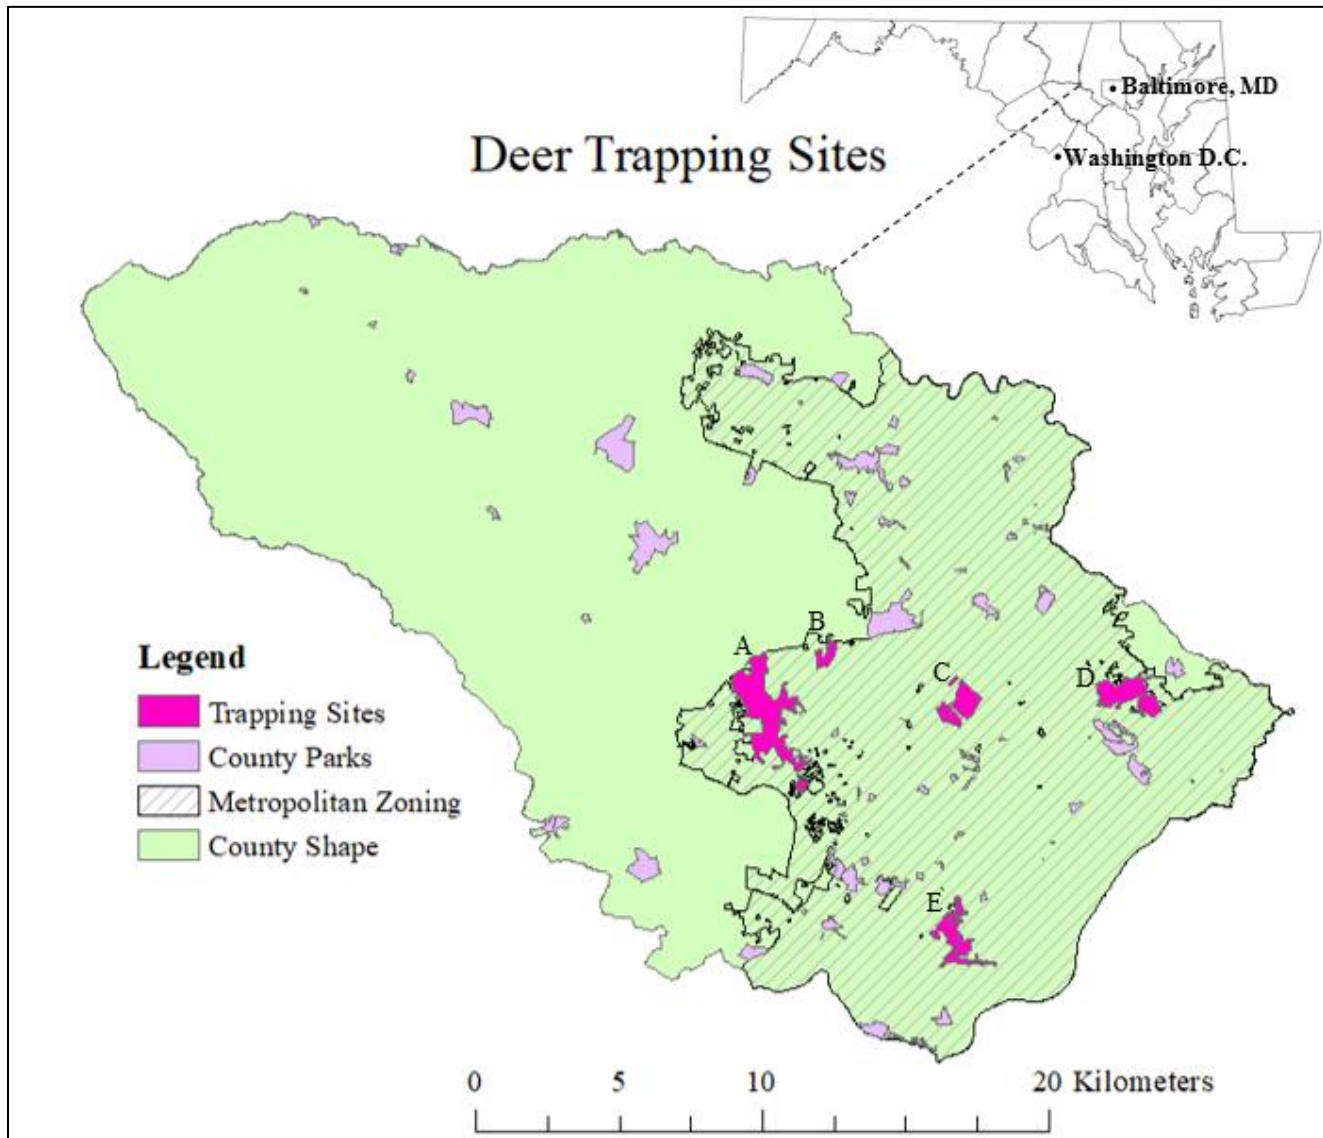 Baltimore, MD
Washington D.C.
Deer Trapping Sites
B
A
C
D
Legend
Trapping Sites
County Parks
Metropolitan Zoning
County Shape
E
0 5 10 20 Kilometers